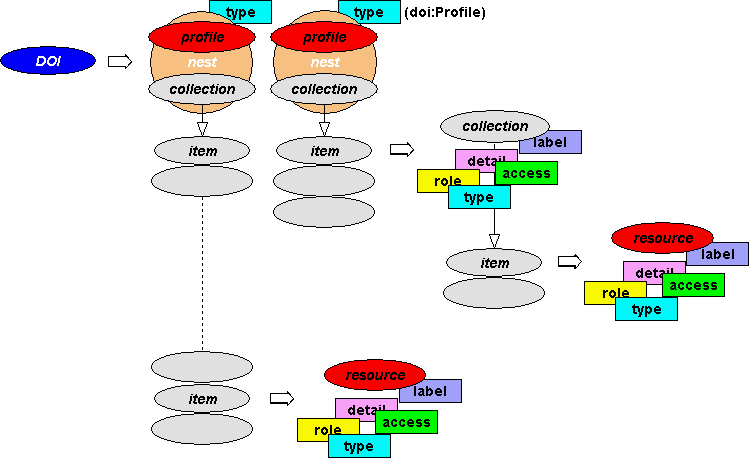 type
type (doi:Profile)
profile
profile
DOI
nest
nest
collection
collection
item
item
collection
label
detail
access
role
type
item
resource
label
detail
access
role
type
item
resource
label
detail
access
role
type